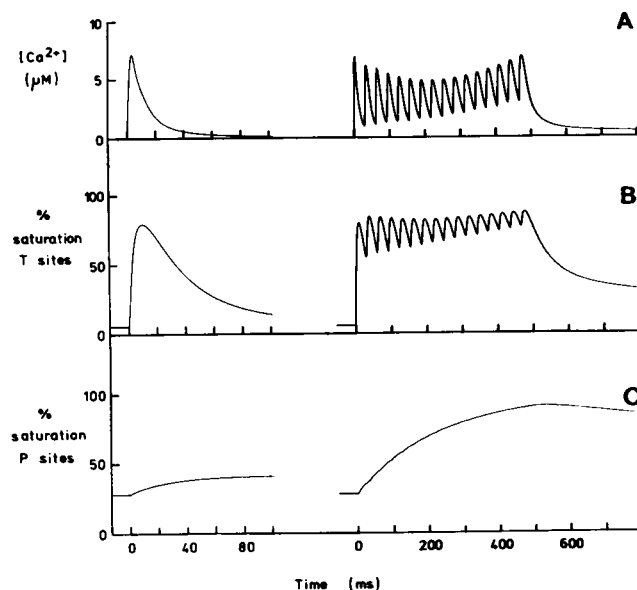 A
[Ca2+]
(μM)
10
5
0
B
%
saturation
T sites
100
50
0
C
%
saturation
P sites
100
50
0
0 40 80 0 200 400 600
Time (ms)